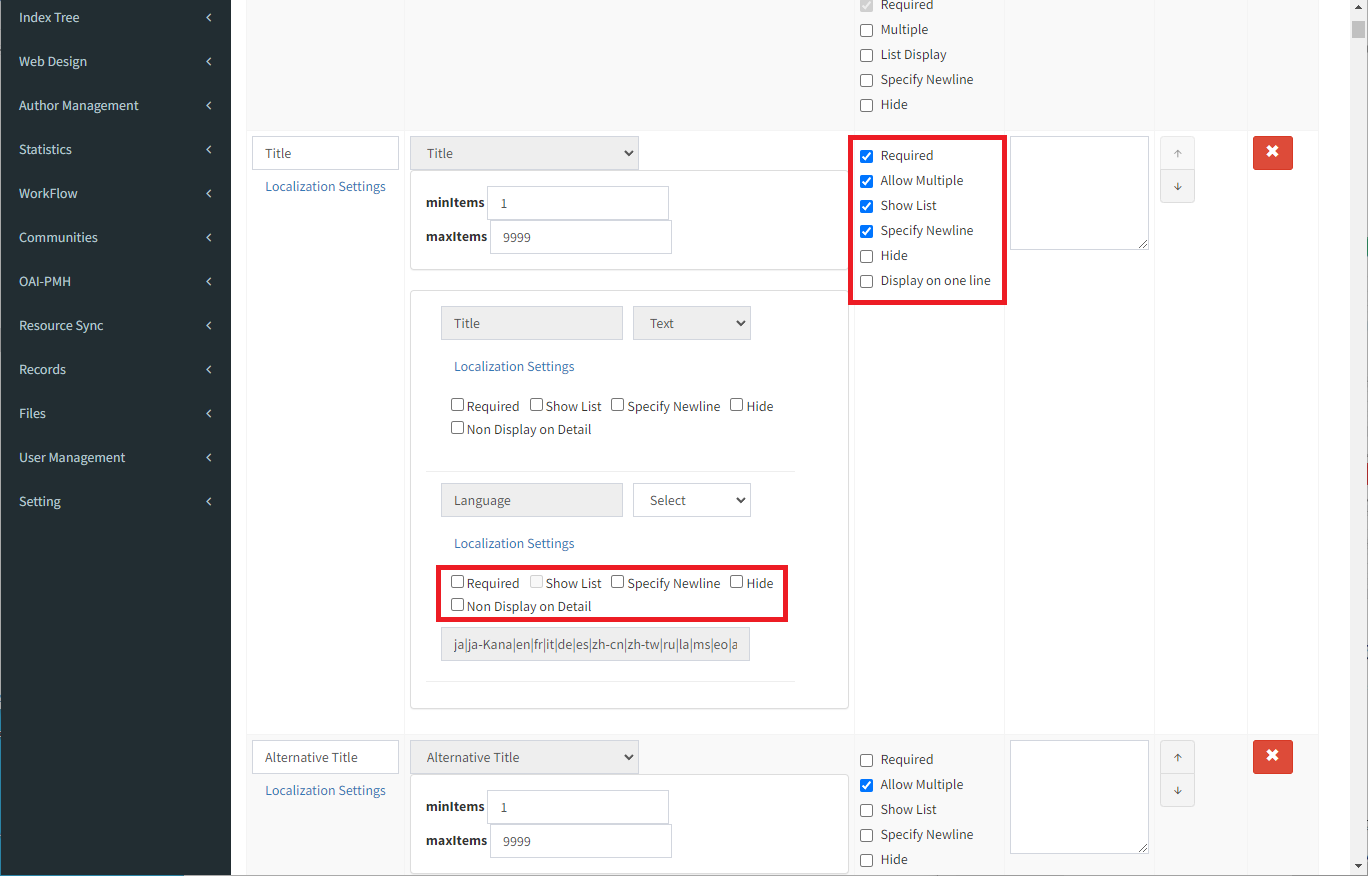 Index Tree
Web Design
Author Management
Statistics
WorkFlow
Communities
OAI-PMH
Resource Sync
Records
Files
User Management
Setting
Required
Multiple
List Display
Specify Newline
Hide
Title
Localization Settings
Title
minItems 1
maxItems 9999
Required
Allow Multiple
Show List
Specify Newline
Hide
Display on one line
Title Text
Localization Settings
Required Show List Specify Newline Hide
Non Display on Detail
Language Select
Localization Settings
Required Show List Specify Newline Hide
Non Display on Detail
ja|ja-Kana|en|fr|it|de|es|zh-cn|zh-tw|ru|la|ms|eo|a
Alternative Title
Localization Settings
Alternative Title
minItems 1
maxItems 9999
Required
Allow Multiple
Show List
Specify Newline
Hide